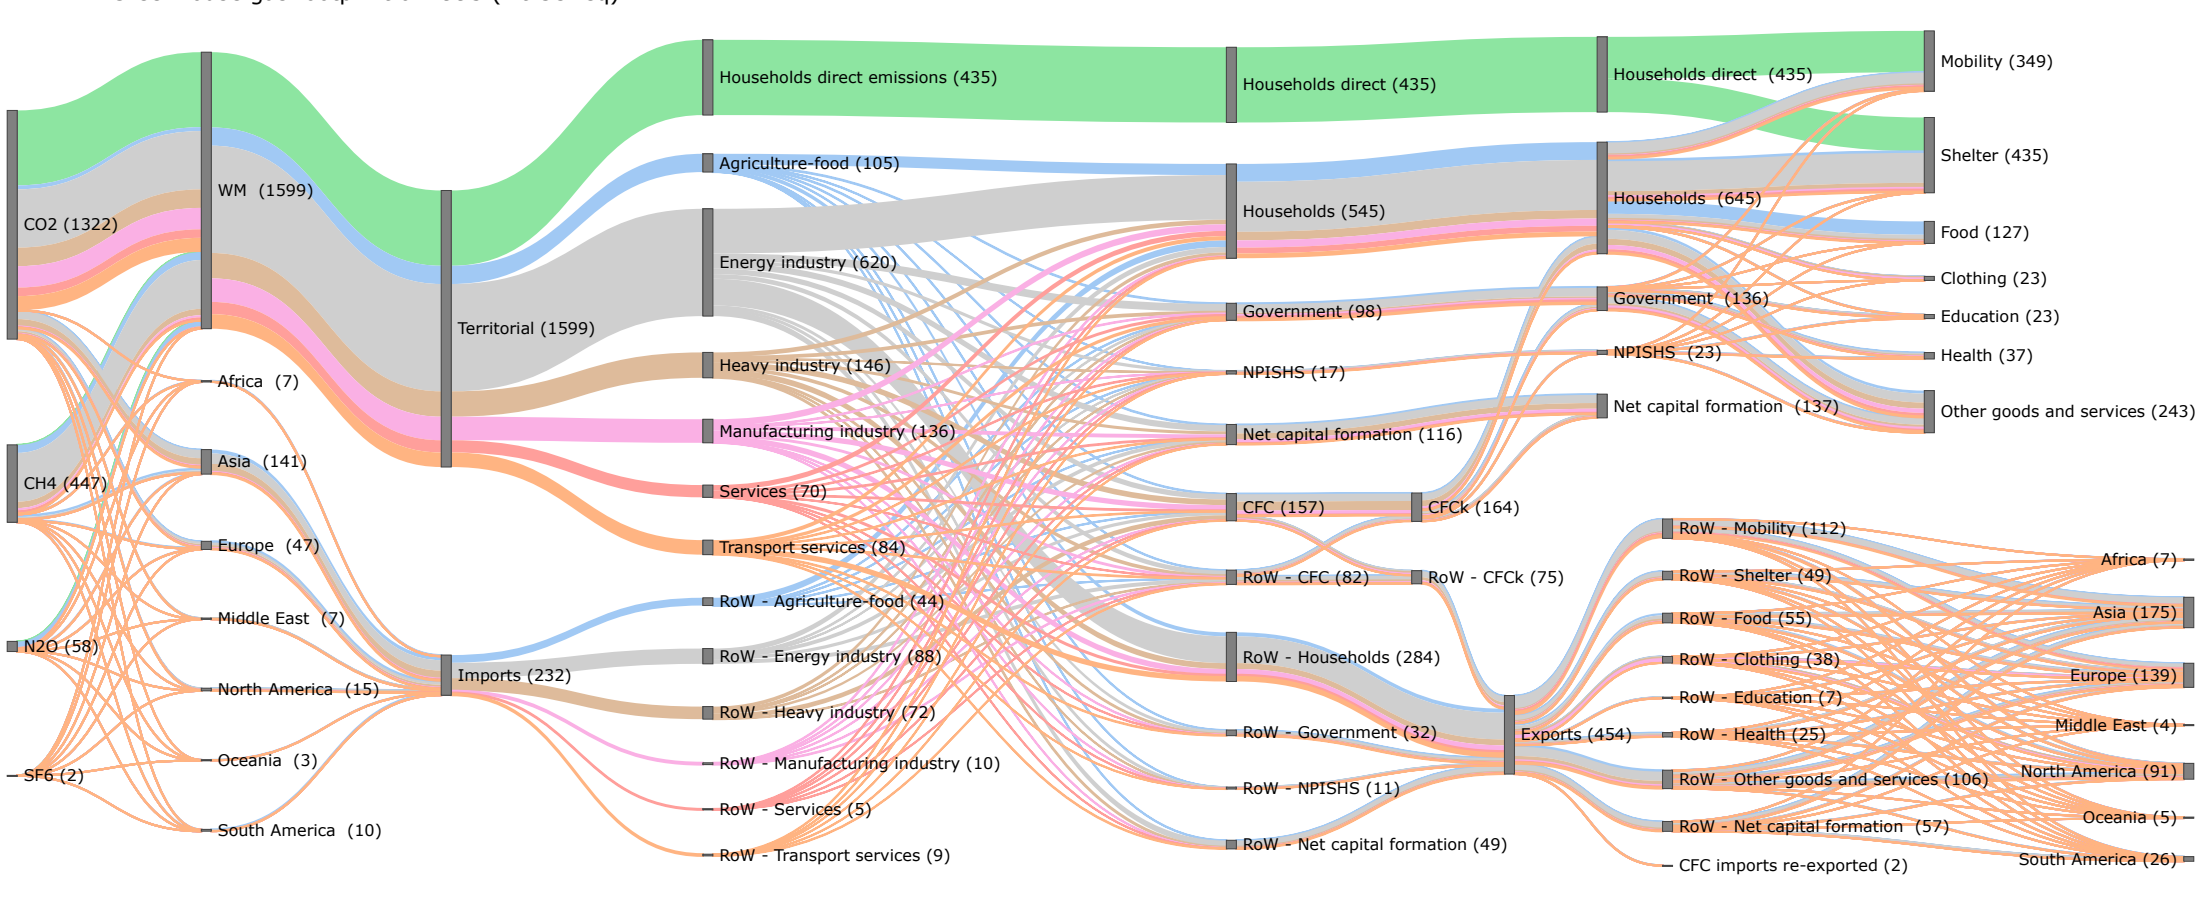 CO2 (1322)
CH4 (447)
N2O (58)
SF6 (2)
WM (1599)
Africa (7)
Asia (141)
Europe (47)
Middle East (7)
North America (15)
Oceania (3)
South America (10)
Territorial (1599)
Imports (232)
Households direct emissions (435)
Agriculture-food (105)
Energy industry (620)
Heavy industry (146)
Manufacturing industry (136)
Services (70)
Transport services (84)
RoW - Agriculture-food (44)
RoW - Energy industry (88)
RoW - Heavy industry (72)
RoW - Manufacturing industry (10)
RoW - Services (5)
RoW - Transport services (9)
Households direct (435)
Households (545)
Government (98)
NPISHS (17)
Net capital formation (116)
CFC (157)
RoW - CFC (82)
RoW - Households (284)
RoW - Government (32)
RoW - NPISHS (11)
RoW - Net capital formation (49)
CFCk (164)
RoW - CFCk (75)
Exports (454)
Households direct (435)
Households (645)
Government (136)
NPISHS (23)
Net capital formation (137)
RoW - Mobility (112)
RoW - Shelter (49)
RoW - Food (55)
RoW - Clothing (38)
RoW - Education (7)
RoW - Health (25)
RoW - Other goods and services (106)
RoW - Net capital formation (57)
CFC imports re-exported (2)
Mobility (349)
Shelter (435)
Food (127)
Clothing (23)
Education (23)
Health (37)
Other goods and services (243)
Africa (7)
Asia (175)
Europe (139)
Middle East (4)
North America (91)
Oceania (5)
South America (26)